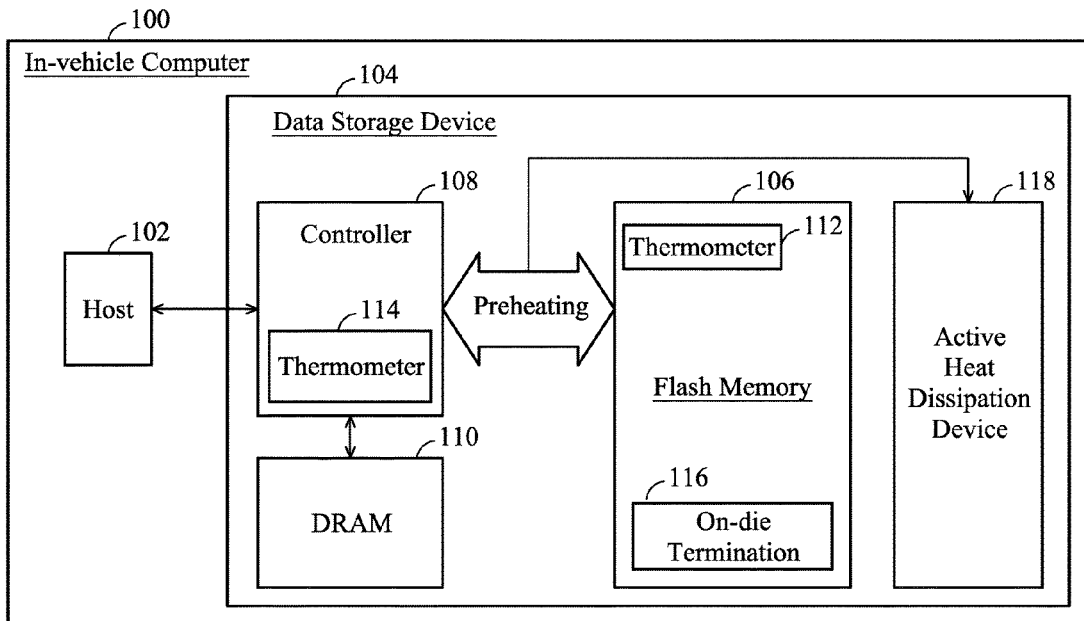 100
In-vehicle Computer
104
Data Storage Device
108
106
118
102
Controller
Thermometer
112
Host
Preheating
114
Thermometer
Active
Heat
Dissipation
Device
Flash Memory
110
DRAM
116
On-die
Termination